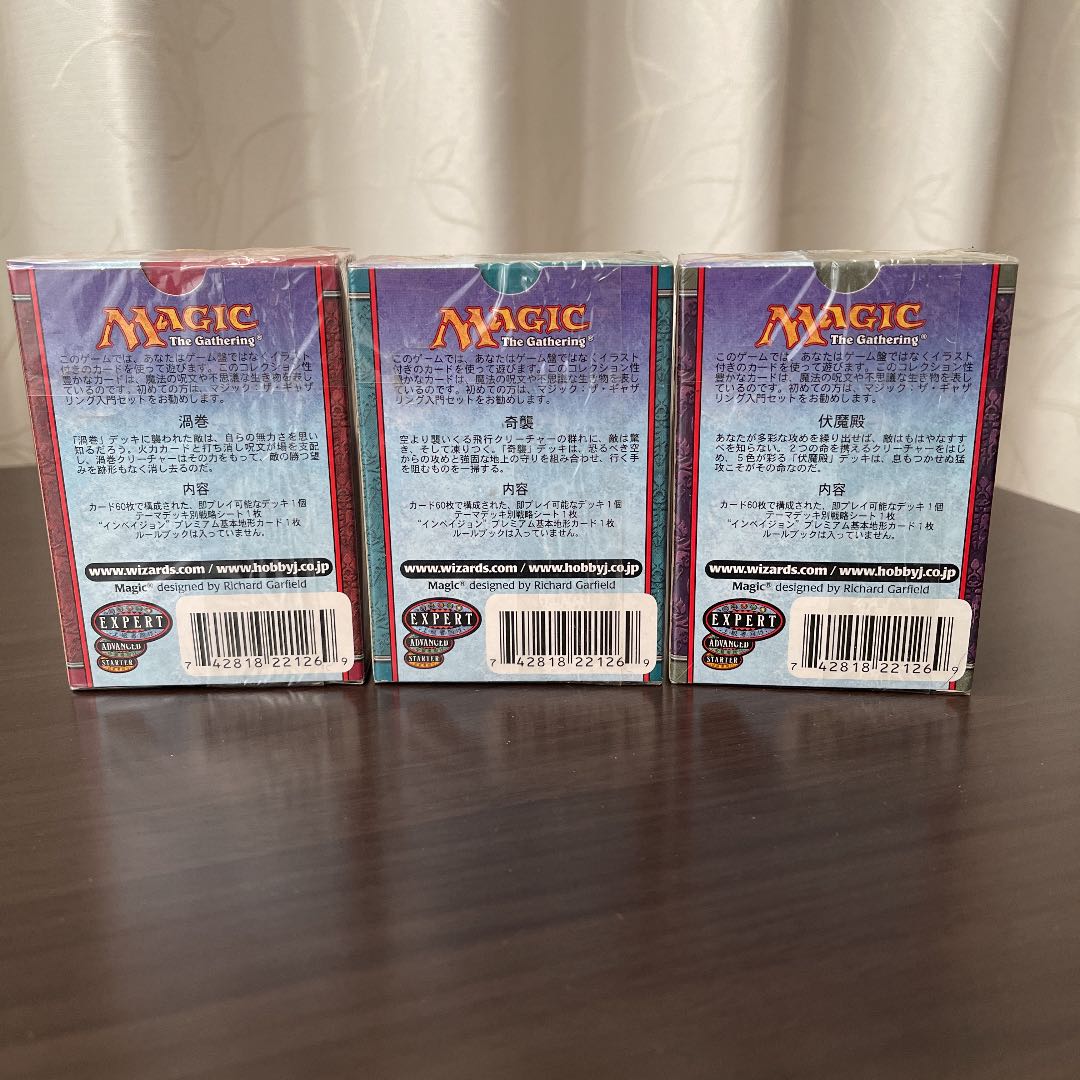 MAGIC
The Gathering®
このゲームでは、あなたはゲーム盤ではなくイラスト
付きのカードを使って遊びます。このコレクション性
豊かなカードは、魔法の呪文や不思議な生き物を表し
ているのです。初めての方は、マジック・ザ・ギャザ
リング入門セットをお勧めします。
渦巻
「渦巻」デッキに襲われた敵は、自らの無力さを思い
知るだろう。火力カードと打ち消し呪文が場を支配
し、渦巻クリーチャーはその力をもって、敵の勝つ望
みを跡形もなく消し去るのだ。
内容
カード60枚で構成された、即プレイ可能なデッキ1個
テーマデッキ別戦略シート1枚
“インベイジョン”プレミアム基本地形カード1枚
ルールブックは入っていません。
www.wizards.com / www.hobbyj.co.jp
Magic® designed by Richard Garfield
EXPERT
ADVANCED
STARTER
7 42818 22126 9
MAGIC
The Gathering®
このゲームでは、あなたはゲーム盤ではなくイラスト
付きのカードを使って遊びます。このコレクション性
豊かなカードは、魔法の呪文や不思議な生き物を表し
ているのです。初めての方は、マジック・ザ・ギャザ
リング入門セットをお勧めします。
奇襲
空より襲いくる飛行クリーチャーの群れに、敵は驚
き、そして凍りつく。「奇襲」デッキは、恐るべき空
からの攻めと強固な地上の守りを組み合わせ、行く手
を阻むものを一掃する。
内容
カード60枚で構成された、即プレイ可能なデッキ1個
テーマデッキ別戦略シート1枚
“インベイジョン”プレミアム基本地形カード1枚
ルールブックは入っていません。
www.wizards.com / www.hobbyj.co.jp
Magic® designed by Richard Garfield
EXPERT
ADVANCED
STARTER
7 42818 22126 9
MAGIC
The Gathering®
このゲームでは、あなたはゲーム盤ではなくイラスト
付きのカードを使って遊びます。このコレクション性
豊かなカードは、魔法の呪文や不思議な生き物を表し
ているのです。初めての方は、マジック・ザ・ギャザ
リング入門セットをお勧めします。
伏魔殿
あなたが多彩な攻めを繰り出せば、敵はもはやなすす
べを知らない。2つの命を携えるクリーチャーをはじ
め、5色が彩る「伏魔殿」デッキは、息もつかせぬ猛
攻こそがその命なのだ。
内容
カード60枚で構成された、即プレイ可能なデッキ1個
テーマデッキ別戦略シート1枚
“インベイジョン”プレミアム基本地形カード1枚
ルールブックは入っていません。
www.wizards.com / www.hobbyj.co.jp
Magic® designed by Richard Garfield
EXPERT
ADVANCED
STARTER
7 42818 22126 9